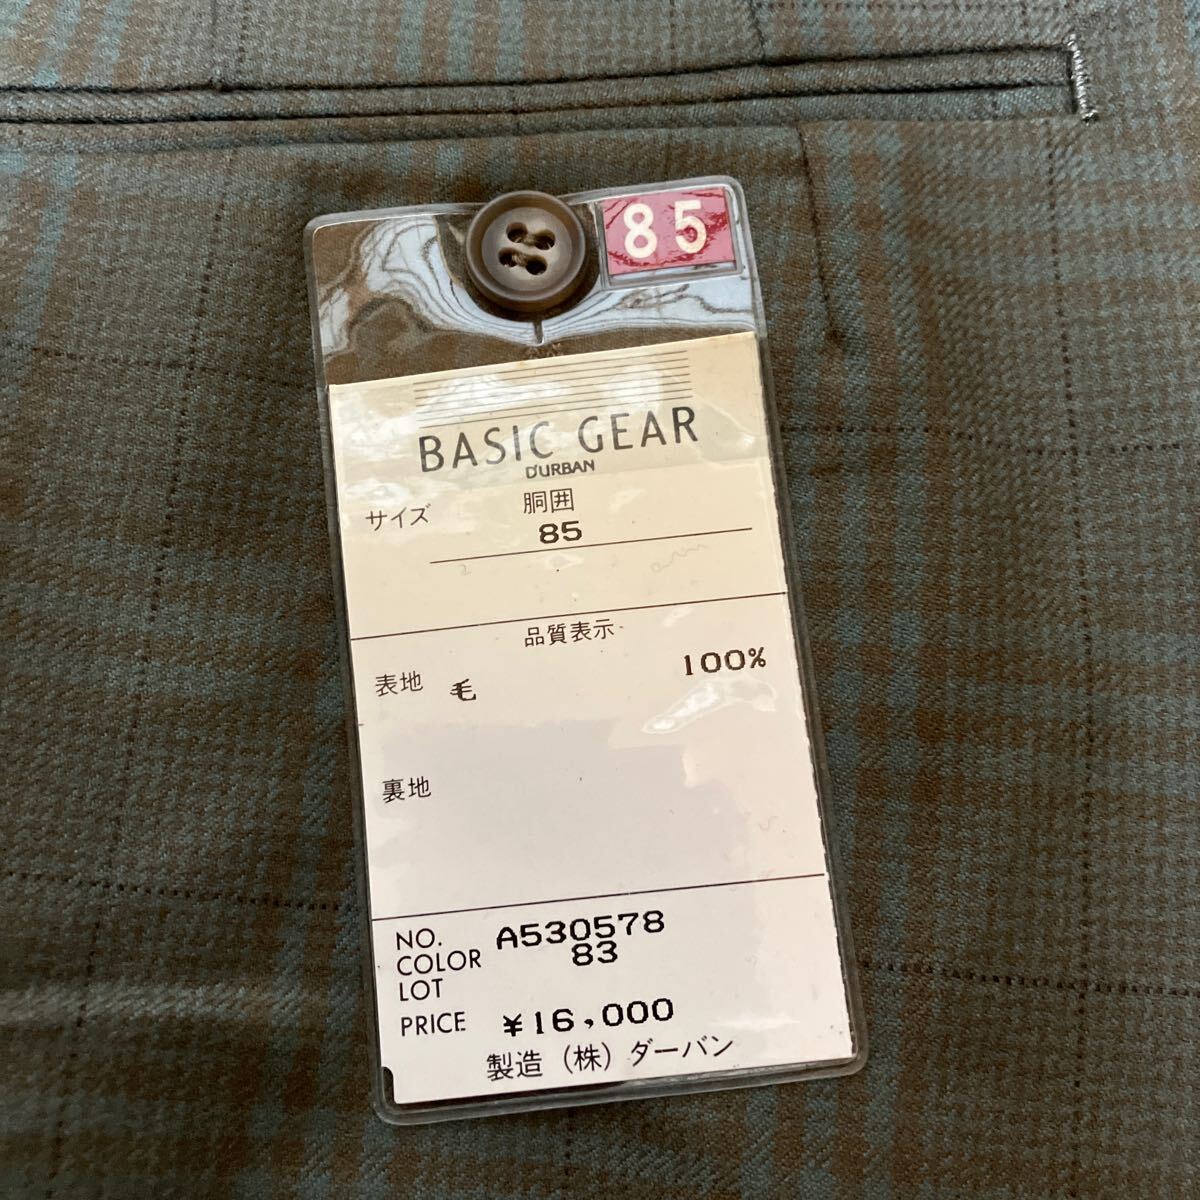 85
BASIC GEAR
D'URBAN
サイズ 胴囲
85
品質表示
表地 毛 100%
裏地
NO. A530578
COLOR 83
LOT
PRICE ¥16,000
製造 (株) ダーバン